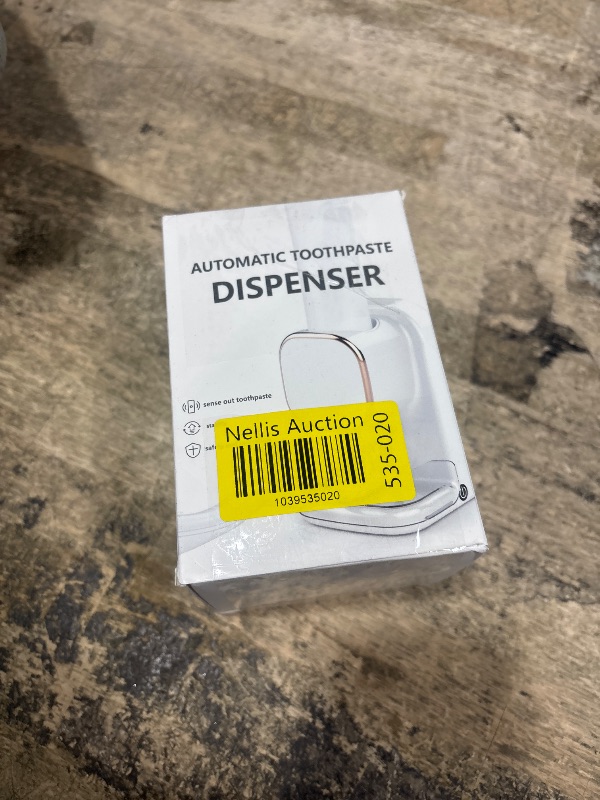 AUTOMATIC TOOTHPASTE
DISPENSER
sense out toothpaste
Nellis Auction
1039535020
535-020